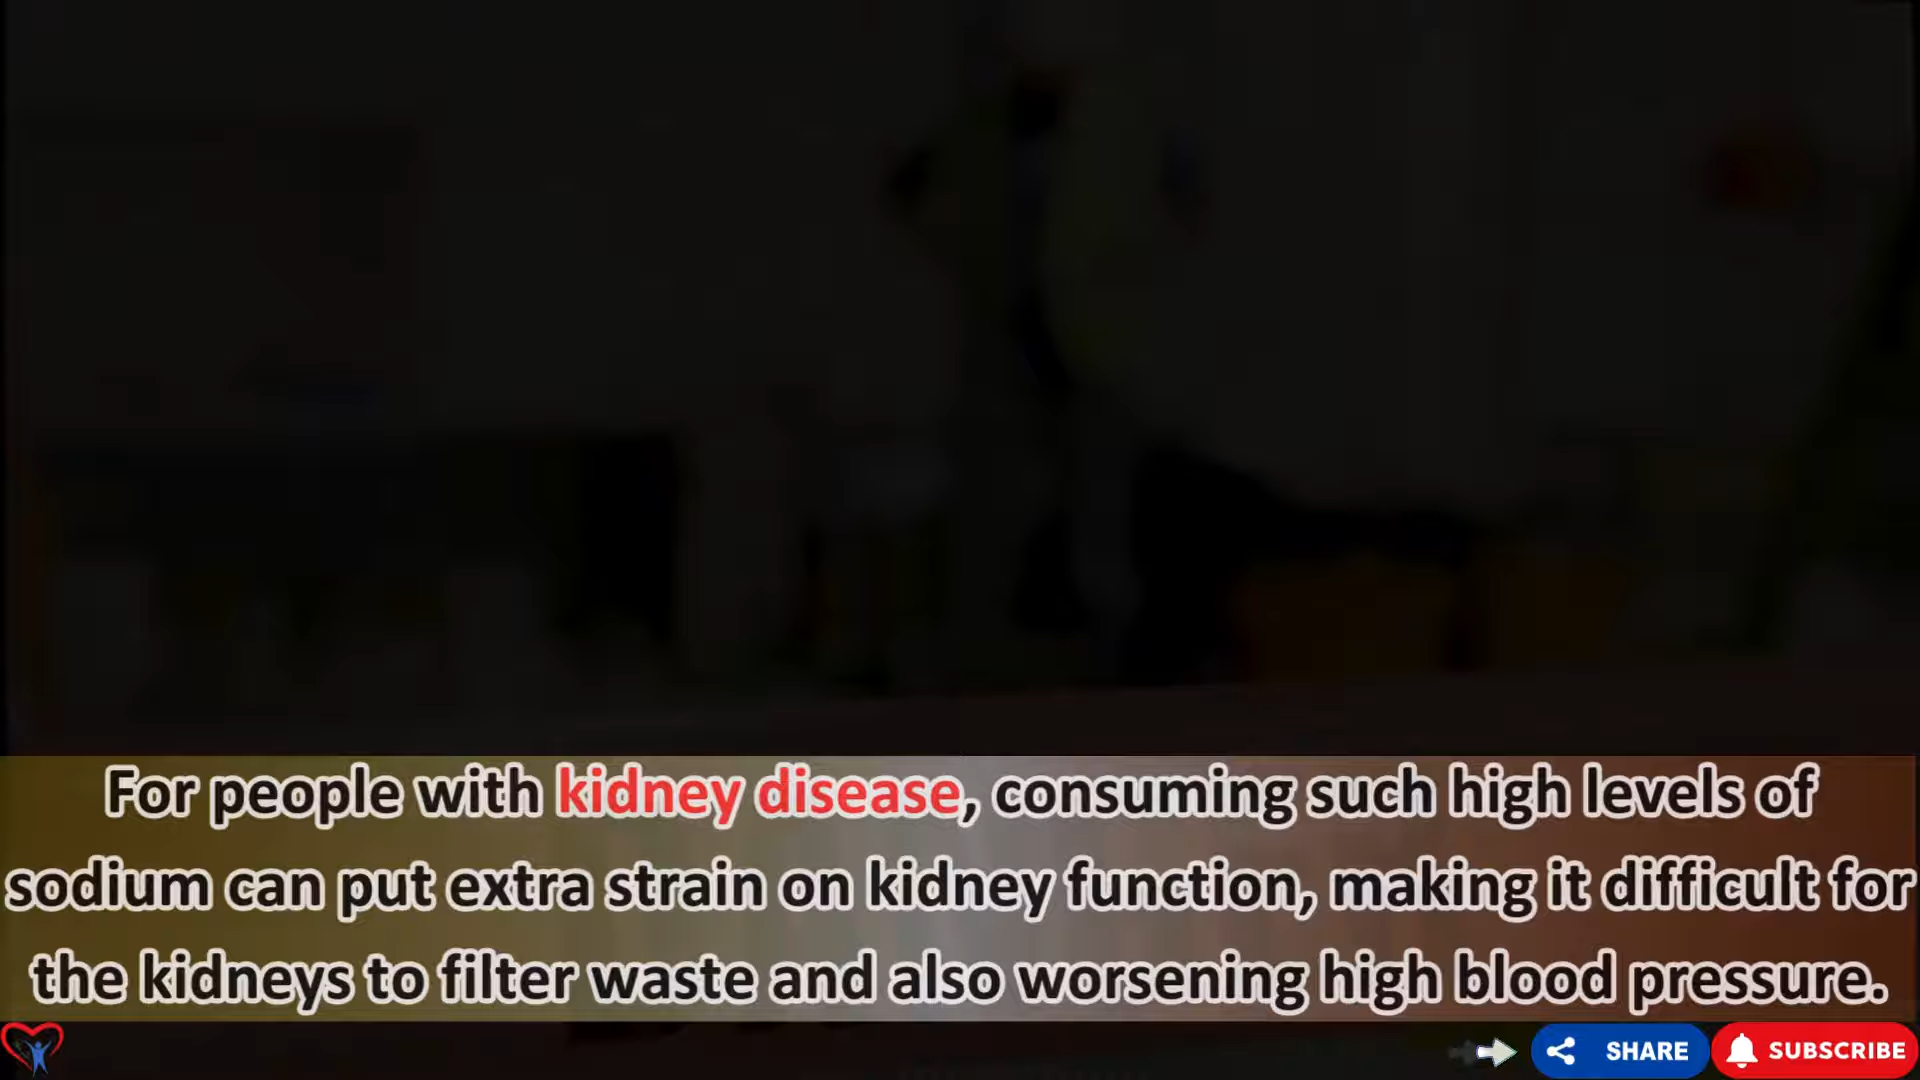 For people with kidney disease, consuming such high levels of
sodium can put extra strain on kidney function, making it difficult for
the kidneys to filter waste and also worsening high blood pressure.
SHARE
SUBSCRIBE